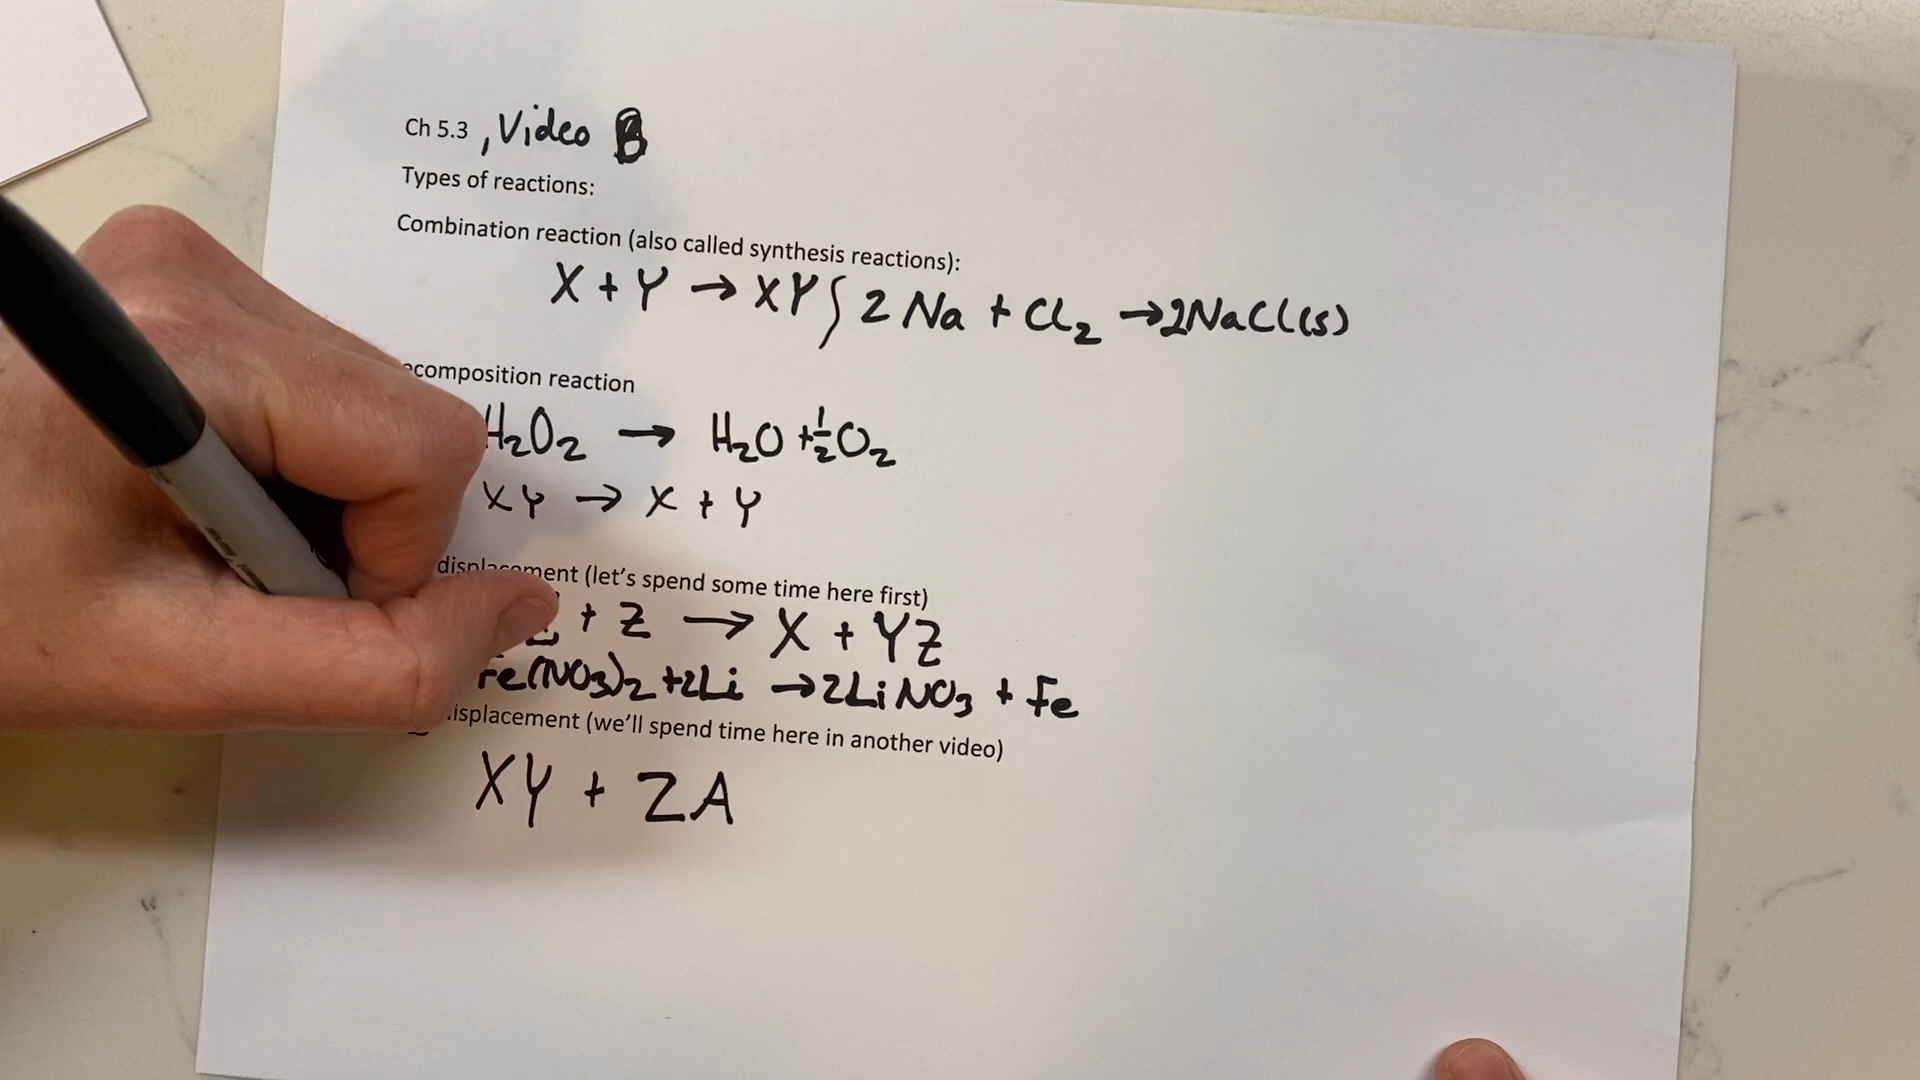 Ch 5.3 , Video B
Types of reactions:
Combination reaction (also called synthesis reactions):
X + Y → XY ∫ 2 Na + Cl₂ → 2NaCl(s)
ecomposition reaction
H₂O₂ → H₂O + ½ O₂
XY → X + Y
displacement (let's spend some time here first)
+ Z → X + YZ
Fe(NO₃)₂ + 2Li → 2LiNO₃ + Fe
isplacement (we'll spend time here in another video)
XY + ZA